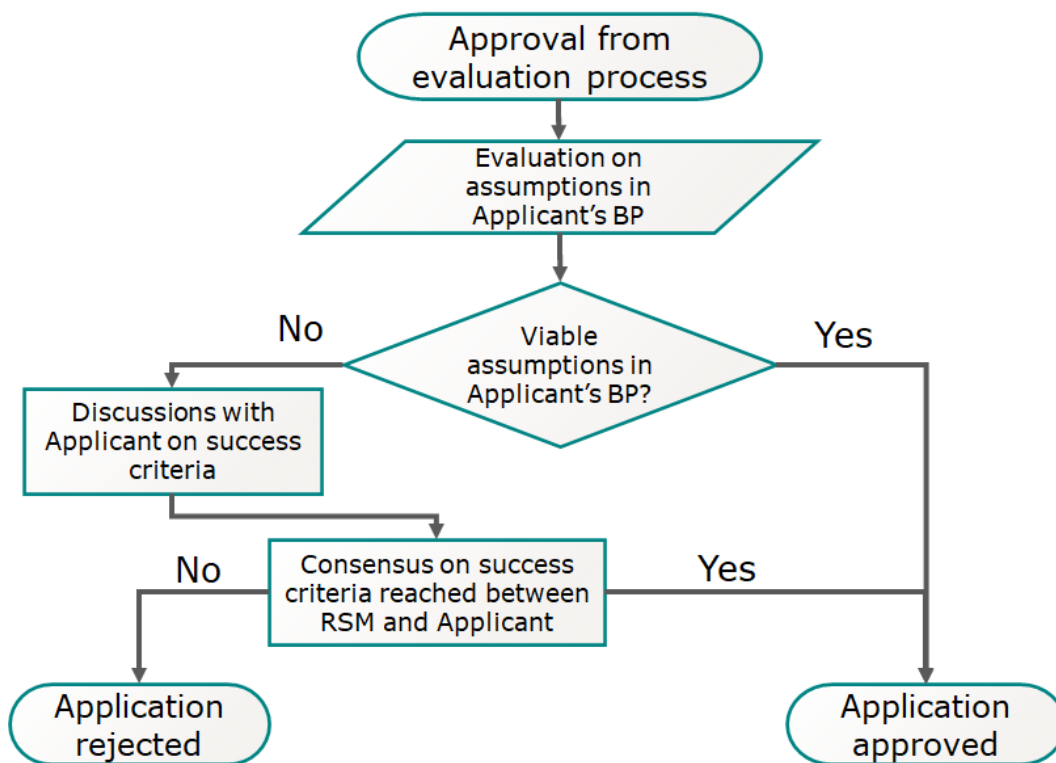 Approval from
evaluation process
Evaluation on
assumptions in
Applicant's BP
No
Viable
assumptions in
Applicant's BP?
Yes
Discussions with
Applicant on success
criteria
No
Consensus on success
criteria reached between
RSM and Applicant
Yes
Application
rejected
Application
approved